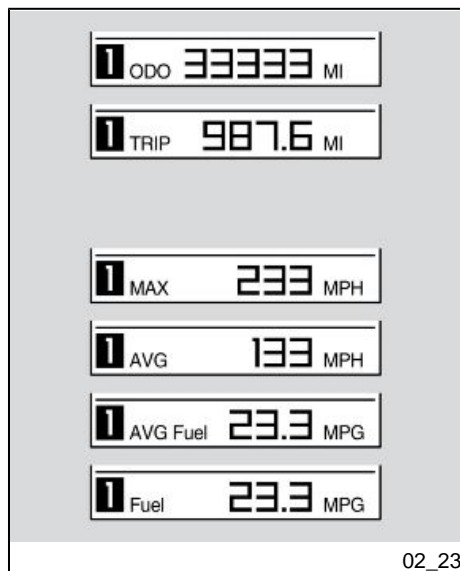 1 ODO 33333 MI
1 TRIP 987.6 MI
1 MAX 233 MPH
1 AVG 133 MPH
1 AVG Fuel 23.3 MPG
1 Fuel 23.3 MPG
02_23